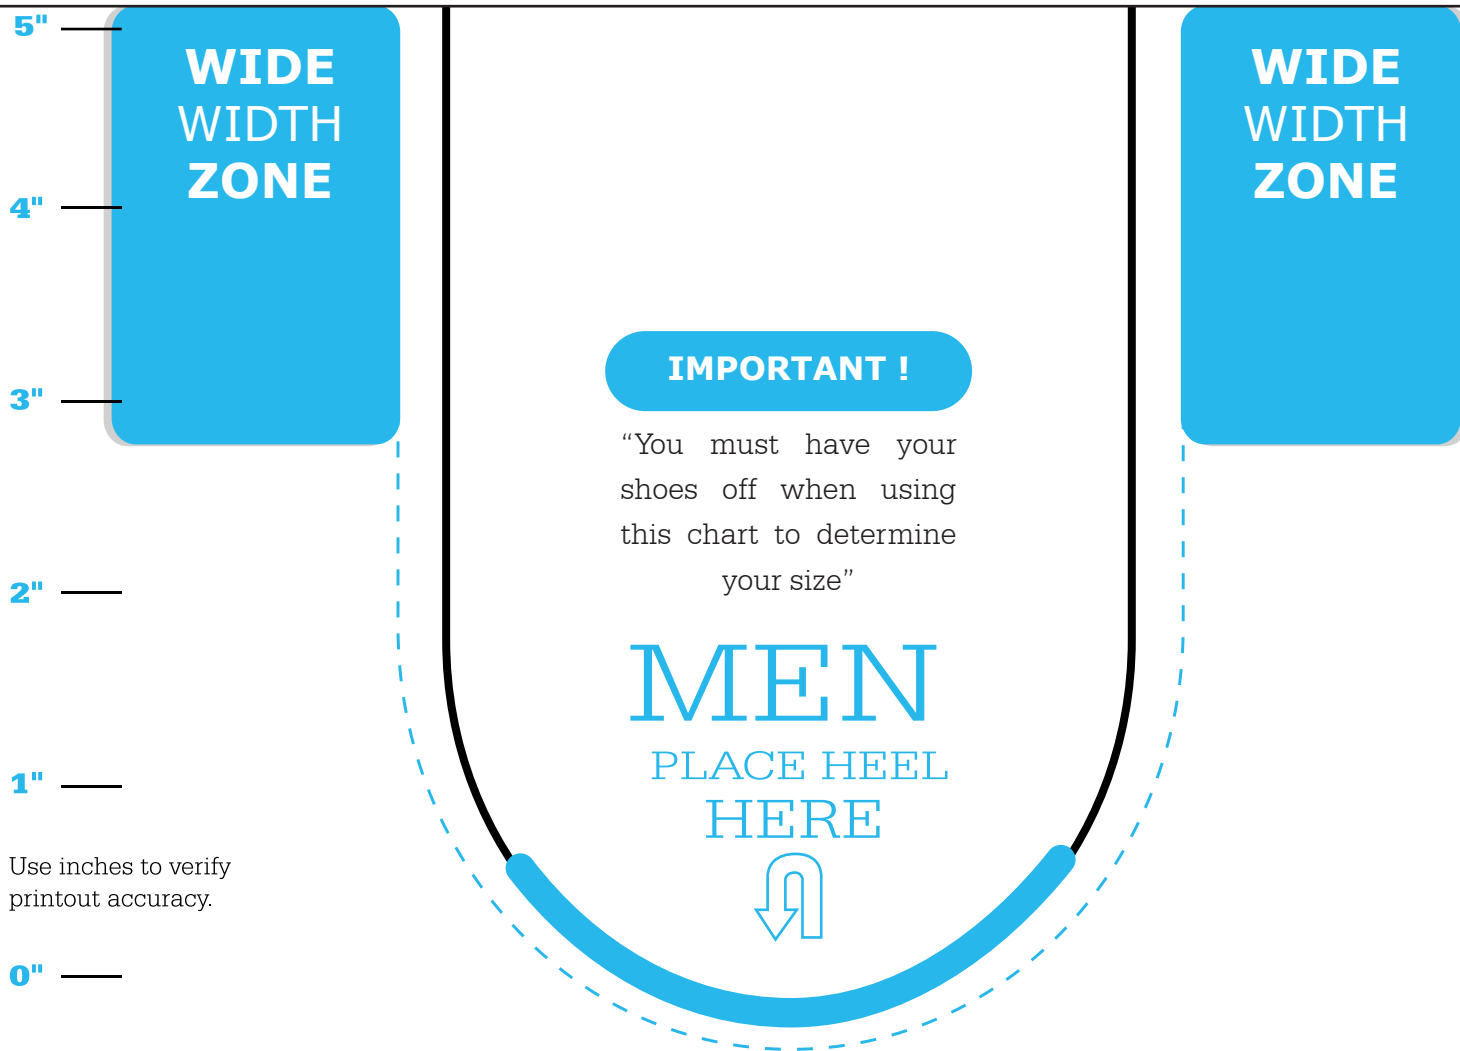 5"
WIDE
WIDTH
ZONE
4"
3"
2"
1"
Use inches to verify
printout accuracy.
0"
IMPORTANT !
“You must have your
shoes off when using
this chart to determine
your size”
MEN
PLACE HEEL
HERE
WIDE
WIDTH
ZONE